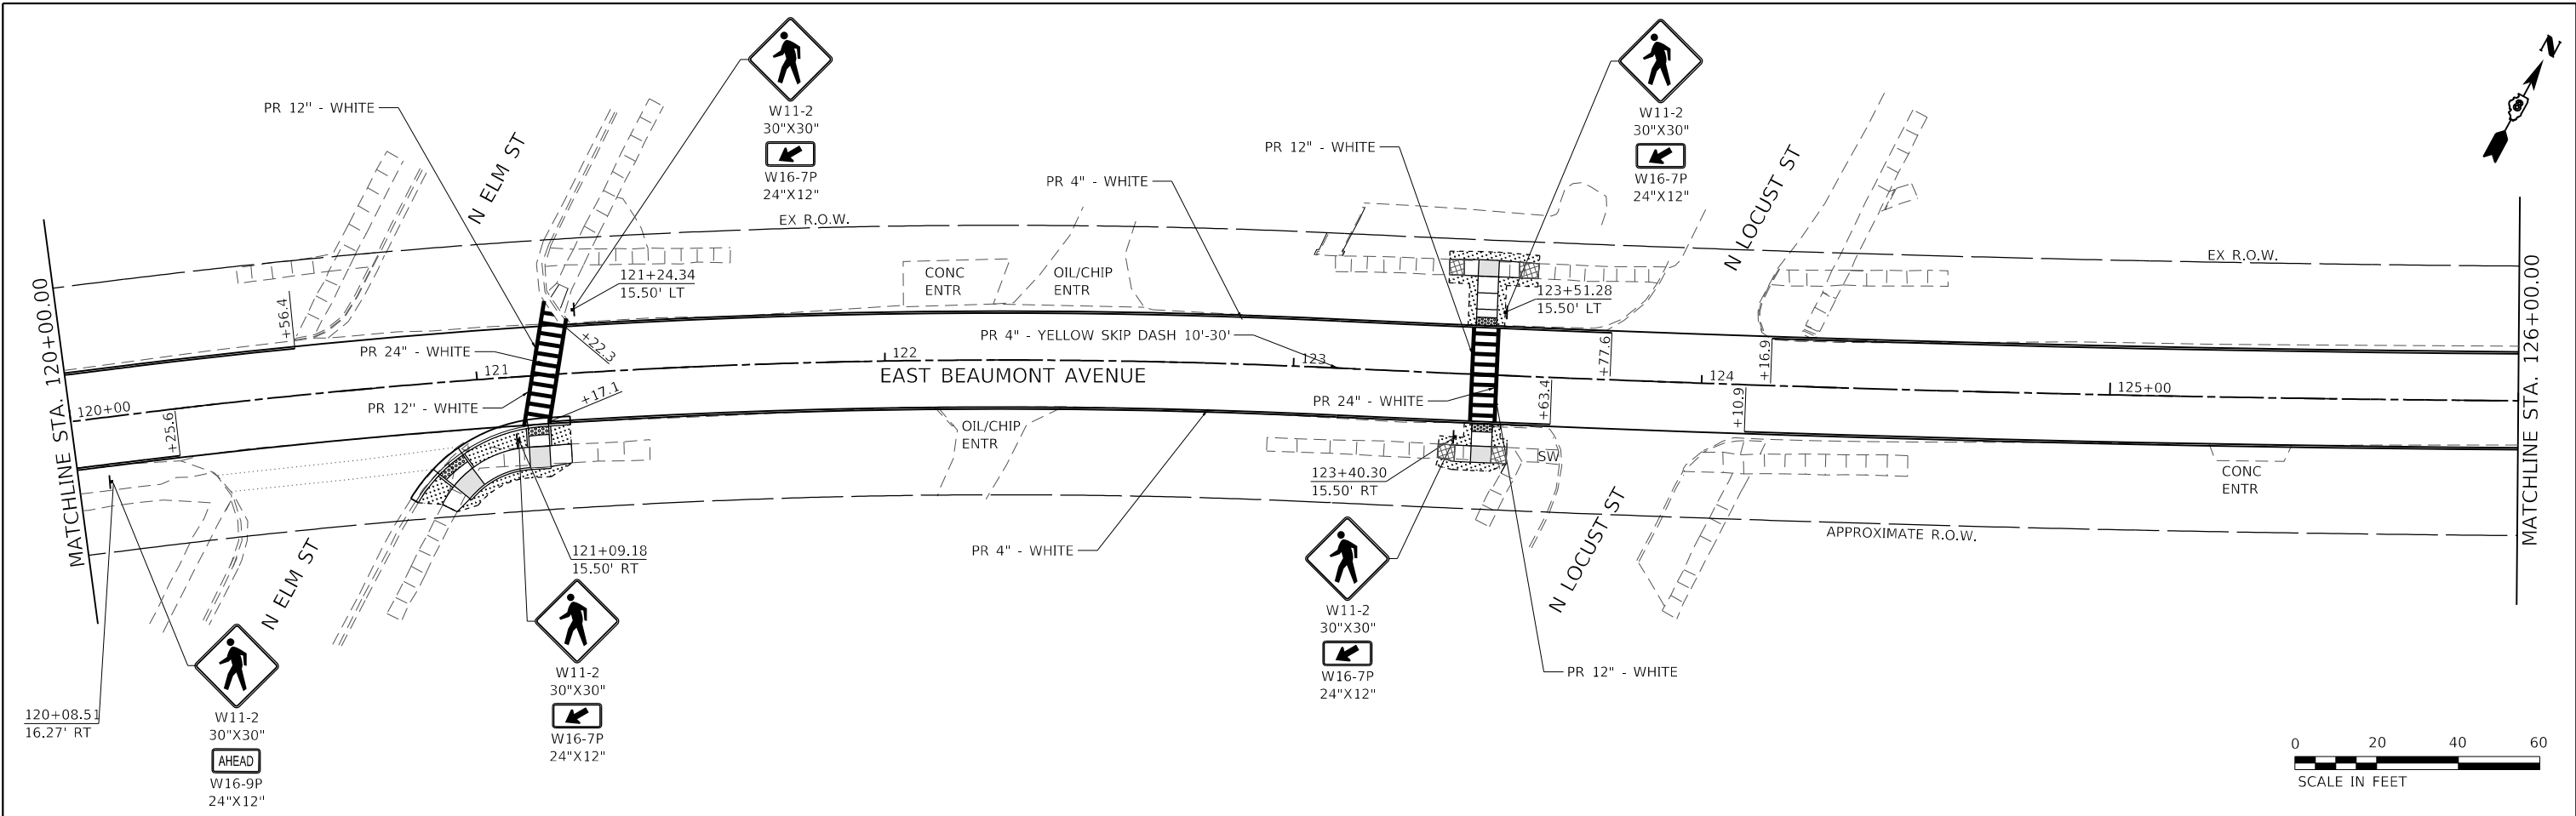 W11-2
30"X30"
W16-7P
24"X12"
W11-2
30"X30"
W16-7P
24"X12"
N
PR 12" - WHITE
N ELM ST
PR 12" - WHITE
PR 4" - WHITE
N LOCUST ST
EX R.O.W.
EX R.O.W.
121+24.34
15.50' LT
CONC
ENTR
OIL/CHIP
ENTR
123+51.28
15.50' LT
MATCHLINE STA. 120+00.00
+56.4
PR 24" - WHITE
+22.3
122
PR 4" - YELLOW SKIP DASH 10'-30'
123
+77.6
+16.9
MATCHLINE STA. 126+00.00
121
EAST BEAUMONT AVENUE
124
125+00
120+00
+25.6
PR 12" - WHITE
+17.1
PR 24" - WHITE
+63.4
+10.9
OIL/CHIP
ENTR
SW
123+40.30
15.50' RT
CONC
ENTR
121+09.18
15.50' RT
PR 4" - WHITE
APPROXIMATE R.O.W.
N ELM ST
N LOCUST ST
W11-2
30"X30"
W16-7P
24"X12"
PR 12" - WHITE
W11-2
30"X30"
W16-7P
24"X12"
120+08.51
16.27' RT
W11-2
30"X30"
AHEAD
W16-9P
24"X12"
0 20 40 60
SCALE IN FEET